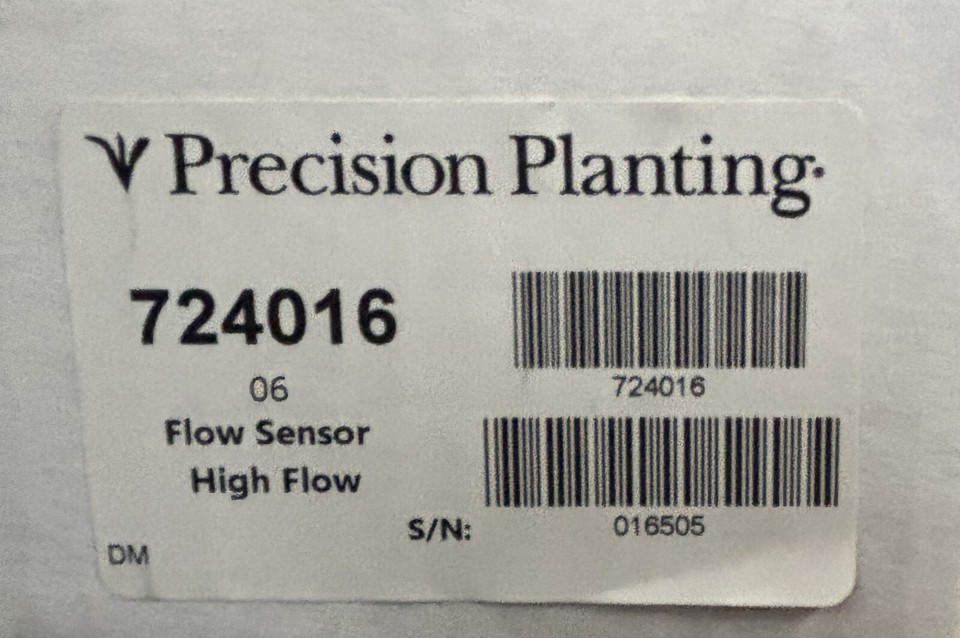 Precision Planting
724016
06
Flow Sensor
High Flow
724016
S/N: 016505
DM